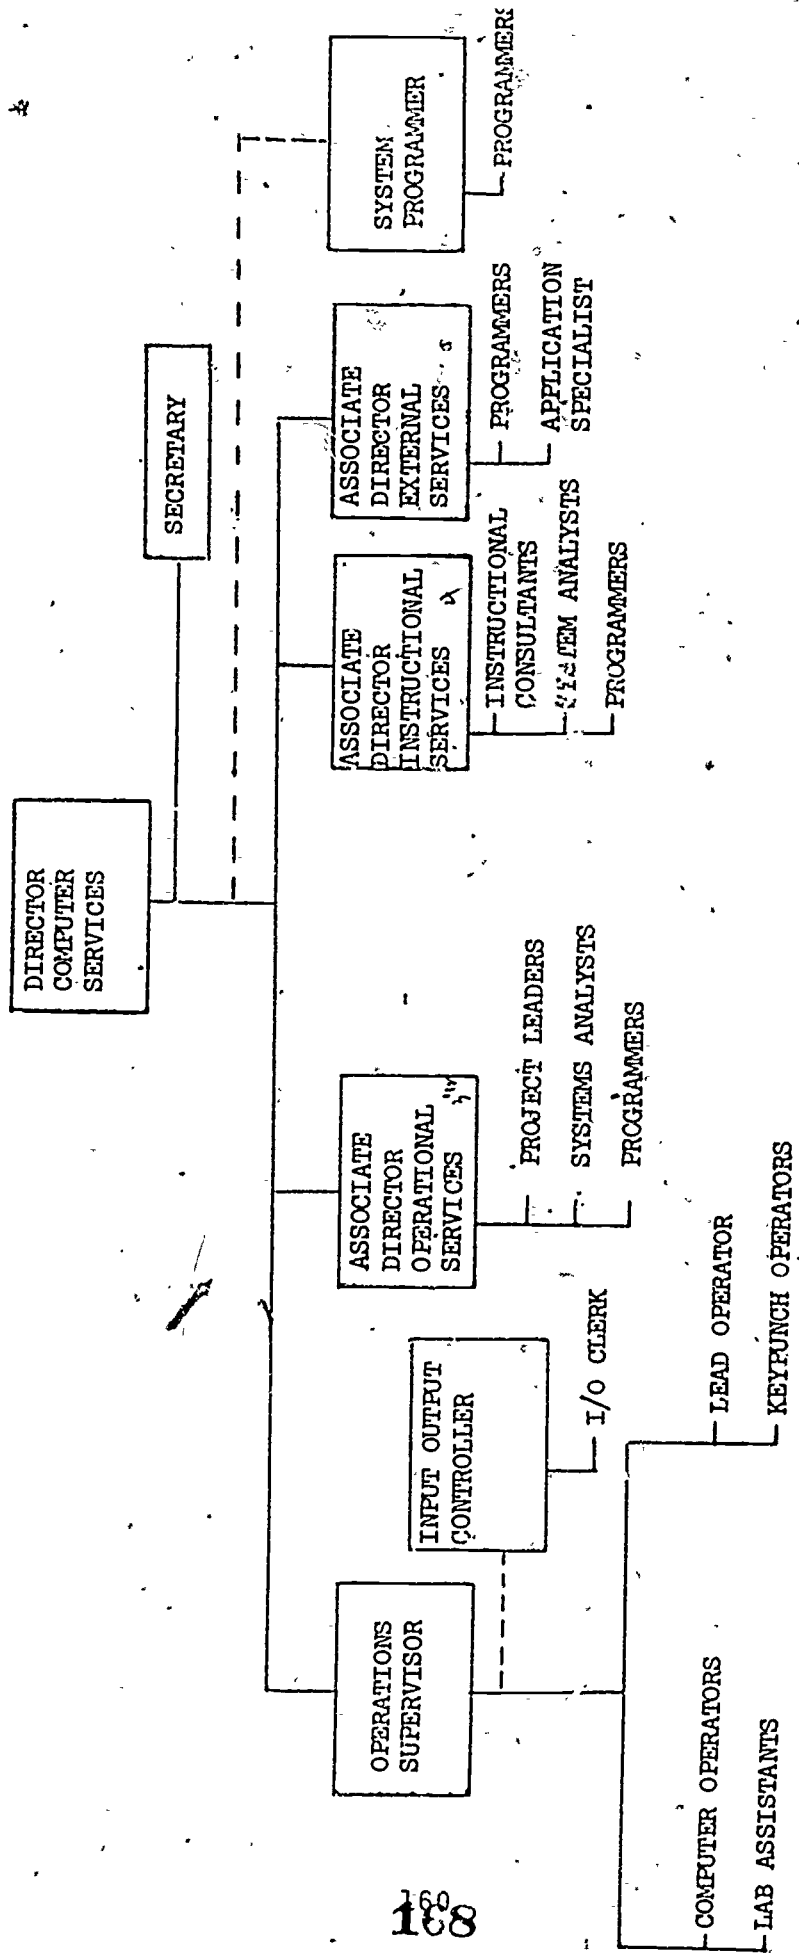 DIRECTOR
COMPUTER
SERVICES
SECRETARY
OPERATIONS
SUPERVISOR
INPUT OUTPUT
CONTROLLER
I/O CLERK
COMPUTER OPERATORS
LAB ASSISTANTS
LEAD OPERATOR
KEYPUNCH OPERATORS
ASSOCIATE
DIRECTOR
OPERATIONAL
SERVICES
PROJECT LEADERS
SYSTEMS ANALYSTS
PROGRAMMERS
ASSOCIATE
DIRECTOR
INSTRUCTIONAL
SERVICES
INSTRUCTIONAL
CONSULTANTS
ANALYSTS
PROGRAMMERS
ASSOCIATE
DIRECTOR
EXTERNAL
SERVICES
PROGRAMMERS
APPLICATION
SPECIALIST
SYSTEM
PROGRAMMER
PROGRAMMERS
160
168